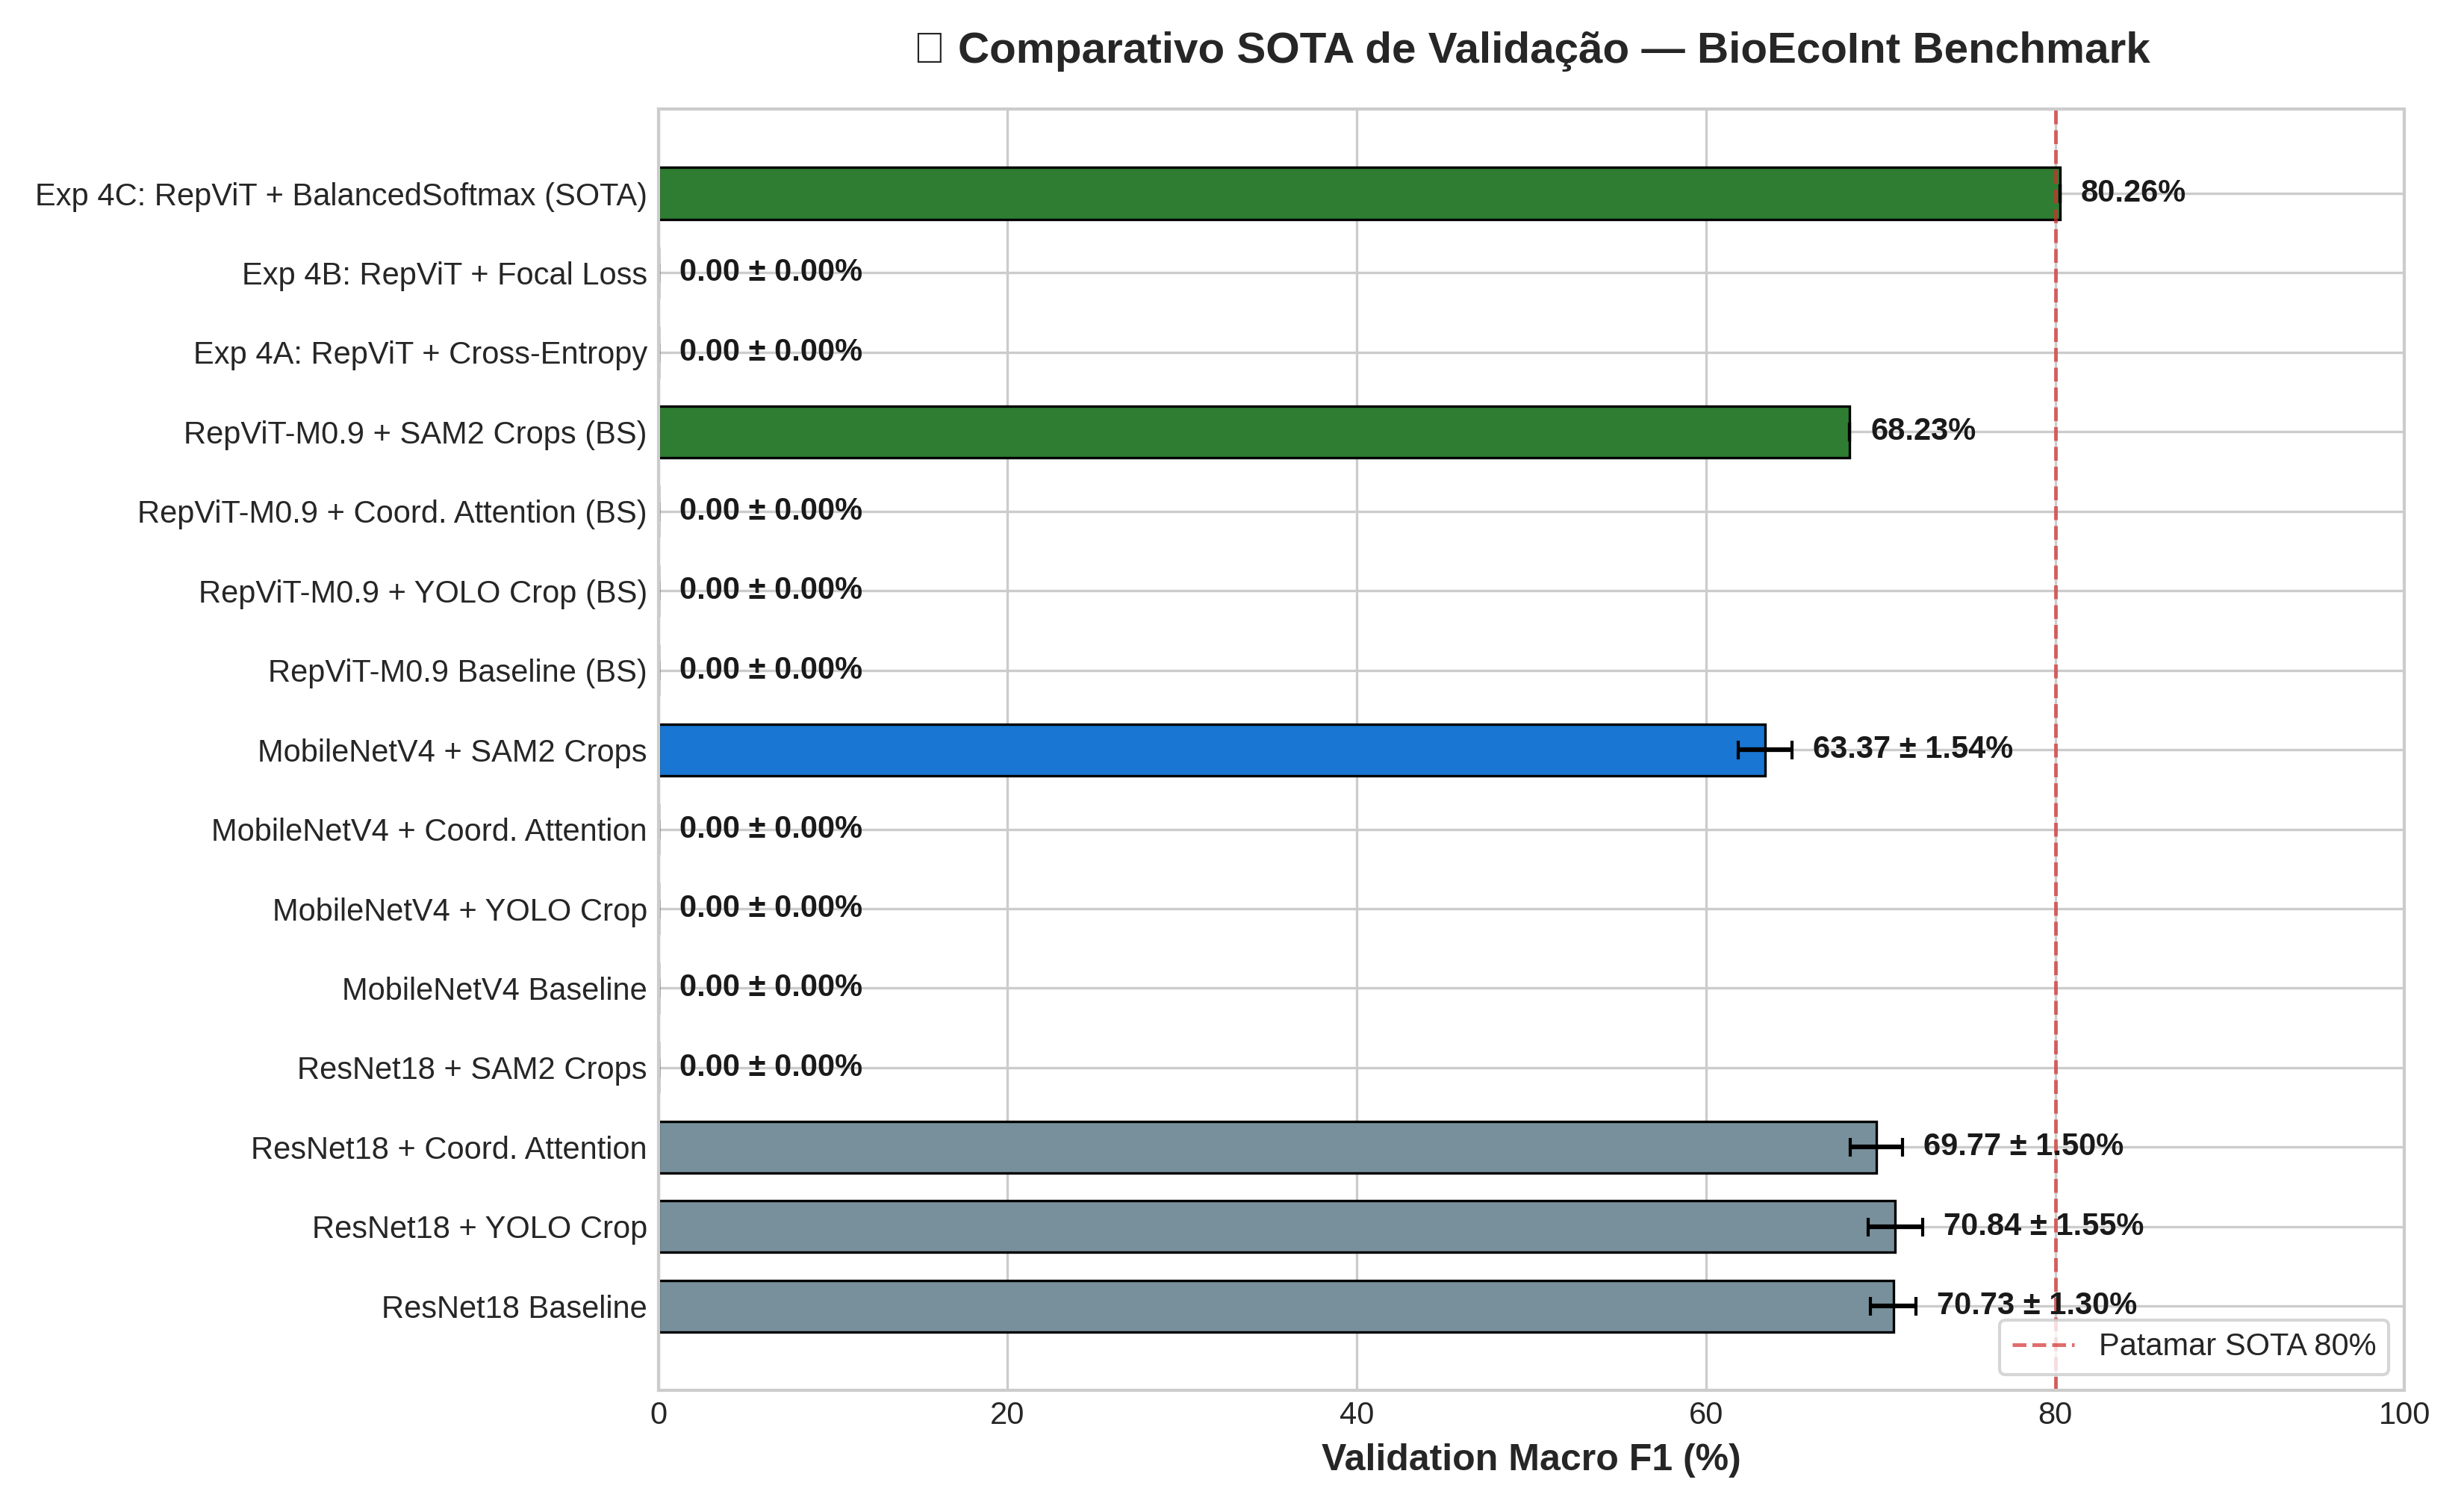 Comparativo SOTA de Validação — BioEcoInt Benchmark
Exp 4C: RepViT + BalancedSoftmax (SOTA) 80.26%
Exp 4B: RepViT + Focal Loss 0.00 ± 0.00%
Exp 4A: RepViT + Cross-Entropy 0.00 ± 0.00%
RepViT-M0.9 + SAM2 Crops (BS) 68.23%
RepViT-M0.9 + Coord. Attention (BS) 0.00 ± 0.00%
RepViT-M0.9 + YOLO Crop (BS) 0.00 ± 0.00%
RepViT-M0.9 Baseline (BS) 0.00 ± 0.00%
MobileNetV4 + SAM2 Crops 63.37 ± 1.54%
MobileNetV4 + Coord. Attention 0.00 ± 0.00%
MobileNetV4 + YOLO Crop 0.00 ± 0.00%
MobileNetV4 Baseline 0.00 ± 0.00%
ResNet18 + SAM2 Crops 0.00 ± 0.00%
ResNet18 + Coord. Attention 69.77 ± 1.50%
ResNet18 + YOLO Crop 70.84 ± 1.55%
ResNet18 Baseline 70.73 ± 1.30%
Patamar SOTA 80%
0 20 40 60 80 100
Validation Macro F1 (%)